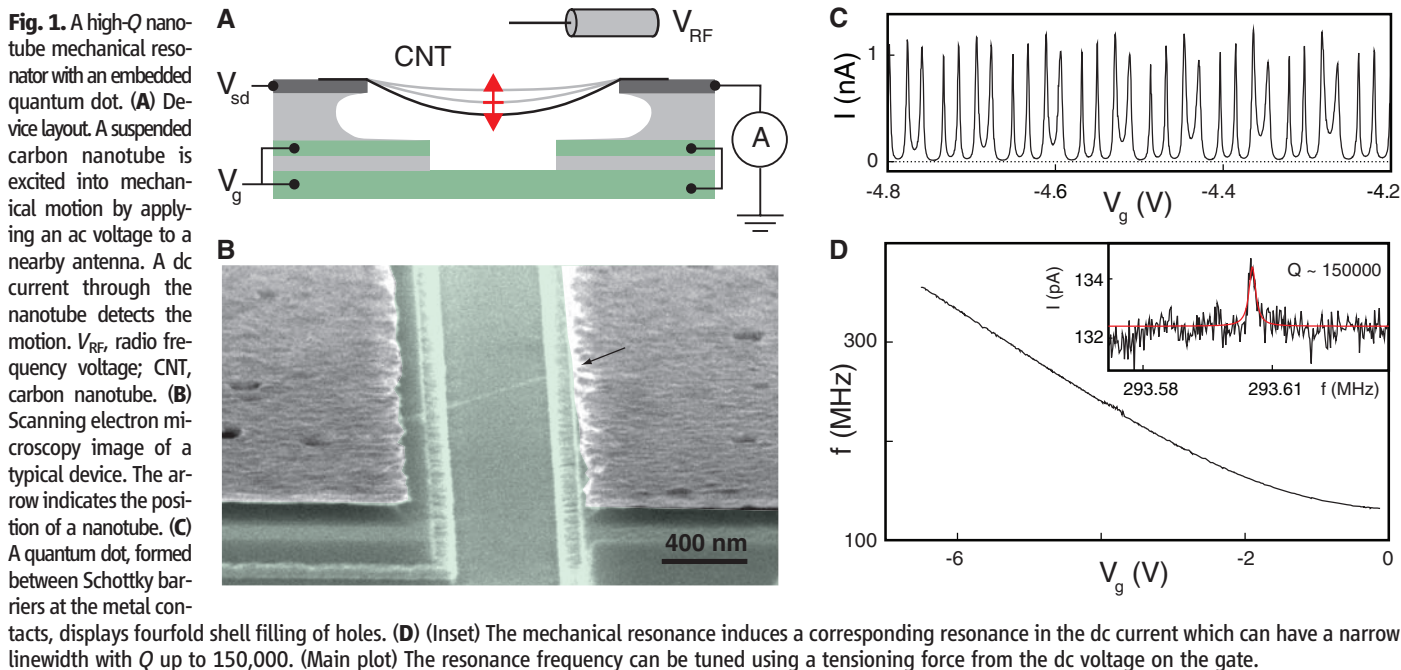 Fig. 1. A high-Q nano-
tube mechanical reso-
nator with an embedded
quantum dot. (A) De-
vice layout. A suspended
carbon nanotube is
excited into mechan-
ical motion by apply-
ing an ac voltage to a
nearby antenna. A dc
current through the
nanotube detects the
motion. VRF, radio fre-
quency voltage; CNT,
carbon nanotube. (B)
Scanning electron mi-
croscopy image of a
typical device. The ar-
row indicates the posi-
tion of a nanotube. (C)
A quantum dot, formed
between Schottky bar-
riers at the metal con-
tacts, displays fourfold shell filling of holes. (D) (Inset) The mechanical resonance induces a corresponding resonance in the dc current which can have a narrow
linewidth with Q up to 150,000. (Main plot) The resonance frequency can be tuned using a tensioning force from the dc voltage on the gate.
A
VRF
CNT
Vsd
A
Vg
B
400 nm
C
I (nA)
1
0
-4.8
-4.6
-4.4
-4.2
Vg (V)
D
f (MHz)
300
100
-6
-2
0
Vg (V)
I (pA)
134
132
Q ~ 150000
293.58
293.61
f (MHz)